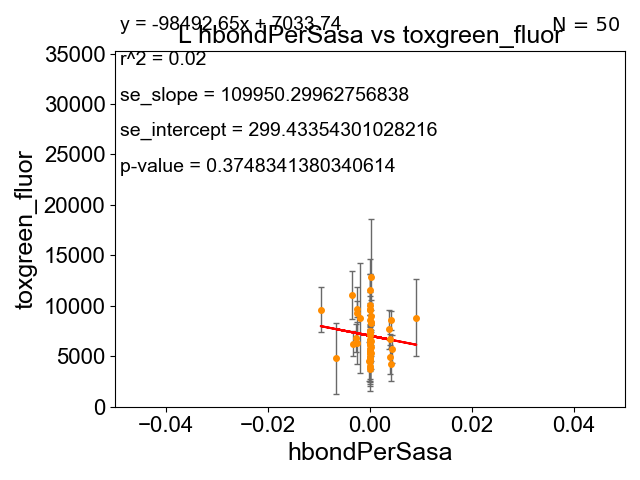 y = -98492.65x + 7033.74
N = 50
L hbondPerSasa vs toxgreen_fluor
r^2 = 0.02
se_slope = 109950.29962756838
se_intercept = 299.43354301028216
p-value = 0.3748341380340614
35000
30000
25000
20000
15000
10000
5000
0
toxgreen_fluor
−0.04 −0.02 0.00 0.02 0.04
hbondPerSasa